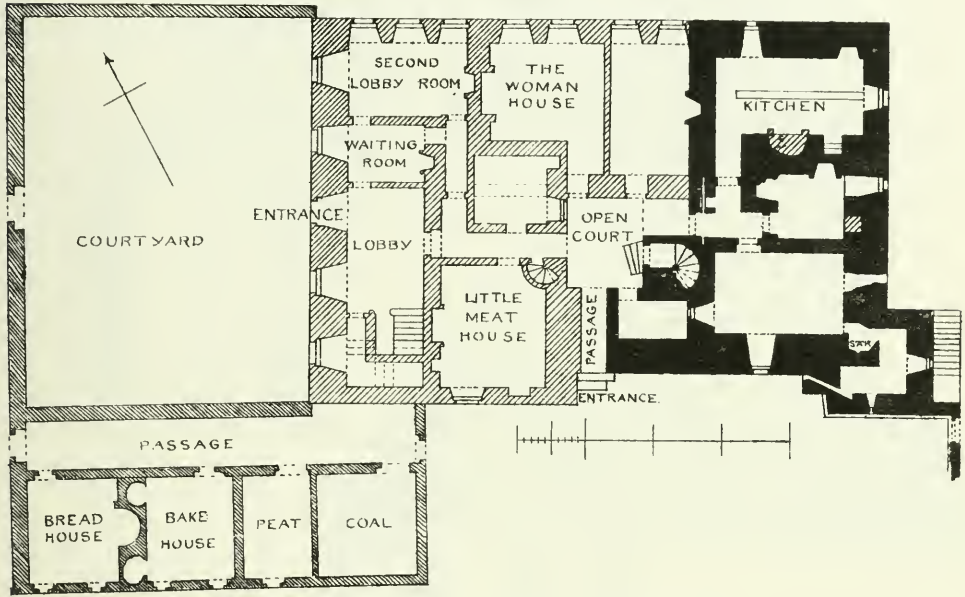 SECOND
LOBBY ROOM
THE
WOMAN
HOUSE
KITCHEN
WAITING
ROOM
ENTRANCE
COURTYARD
LOBBY
OPEN
COURT
LITTLE
MEAT
HOUSE
PASSAGE
ENTRANCE.
PASSAGE
BREAD
HOUSE
BAKE
HOUSE
PEAT
COAL